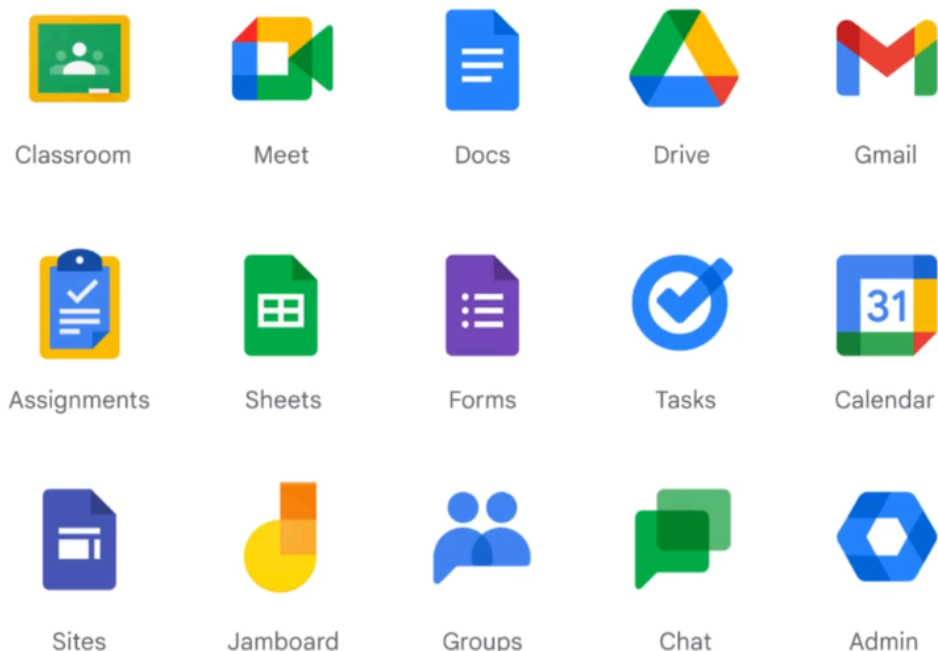 Classroom Meet Docs Drive Gmail
31
Assignments Sheets Forms Tasks Calendar
Sites Jamboard Groups Chat Admin